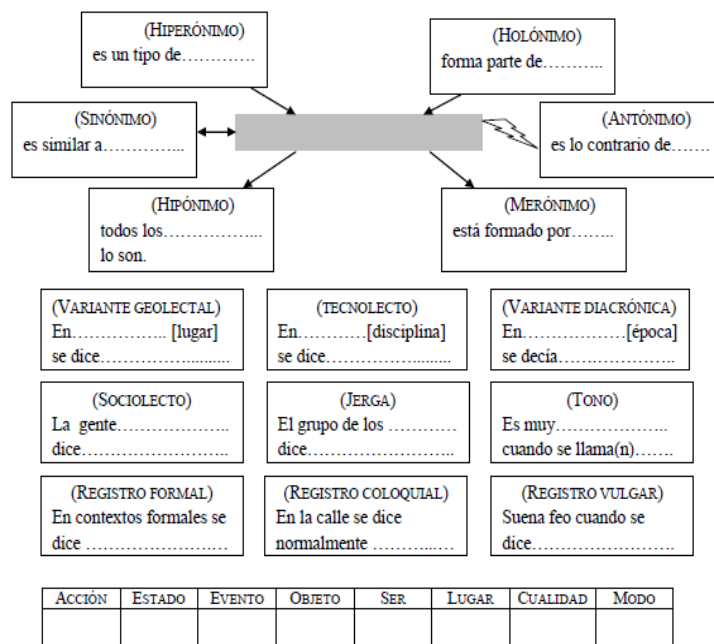 (HIPERÓNIMO)
es un tipo de………….
(HOLÓNIMO)
forma parte de………..
(SINÓNIMO)
es similar a…………...
(ANTÓNIMO)
es lo contrario de…….
(HIPÓNIMO)
todos los……………...
lo son.
(MERÓNIMO)
está formado por……..
(VARIANTE GEOLECTAL)
En…………….. [lugar]
se dice……………..........
(TECNOLECTO)
En…………[disciplina]
se dice…………….........
(VARIANTE DIACRÓNICA)
En………………[época]
se decía…………………..
(SOCIOLECTO)
La gente………………..
dice……………………..
(JERGA)
El grupo de los …………
dice……………………..
(TONO)
Es muy………………..
cuando se llama(n)…….
(REGISTRO FORMAL)
En contextos formales se
dice ………………….…
(REGISTRO COLOQUIAL)
En la calle se dice
normalmente ………..…
(REGISTRO VULGAR)
Suena feo cuando se
dice…………………….
ACCIÓN ESTADO EVENTO OBJETO SER LUGAR CUALIDAD MODO